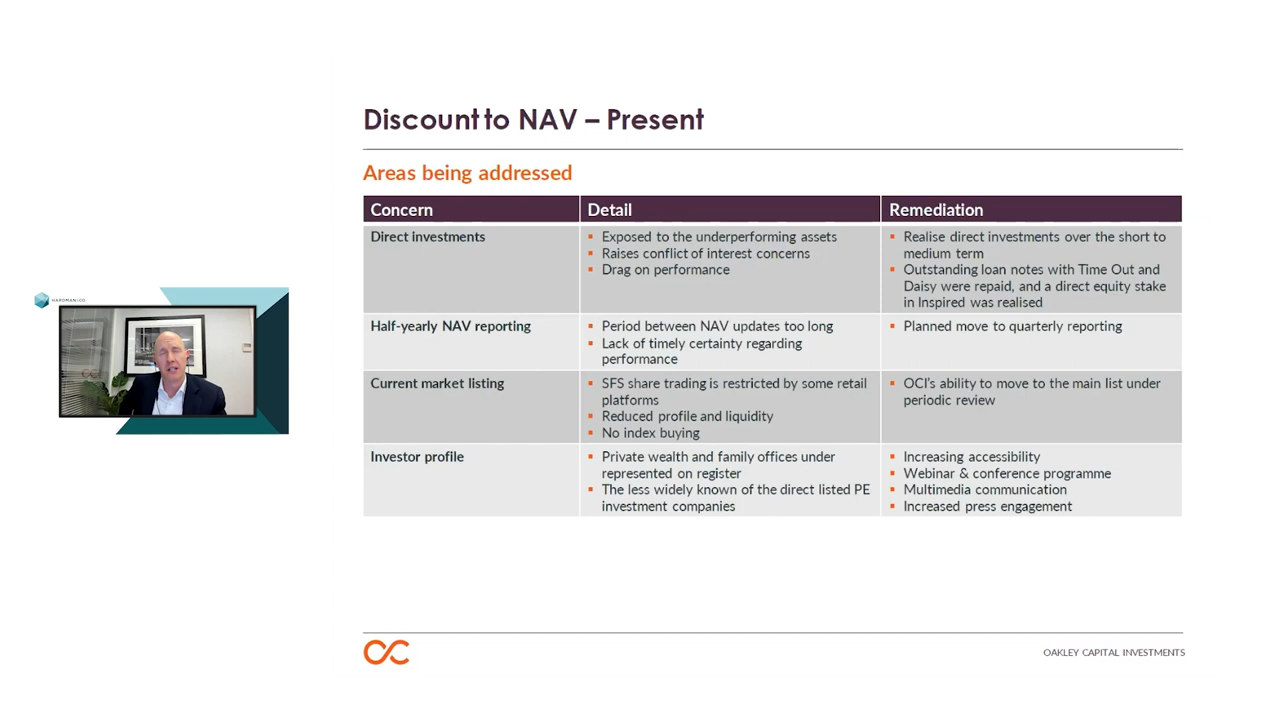 Discount to NAV – Present
Areas being addressed
Concern
Detail
Remediation
Direct investments
Exposed to the underperforming assets
Raises conflict of interest concerns
Drag on performance
Realise direct investments over the short to
medium term
Outstanding loan notes with Time Out and
Daisy were repaid, and a direct equity stake
in Inspired was realised
Half-yearly NAV reporting
Period between NAV updates too long
Lack of timely certainty regarding
performance
Planned move to quarterly reporting
Current market listing
SFS share trading is restricted by some retail
platforms
Reduced profile and liquidity
No index buying
OCI's ability to move to the main list under
periodic review
Investor profile
Private wealth and family offices under
represented on register
The less widely known of the direct listed PE
investment companies
Increasing accessibility
Webinar & conference programme
Multimedia communication
Increased press engagement
HARDMAN&CO
OAKLEY CAPITAL INVESTMENTS